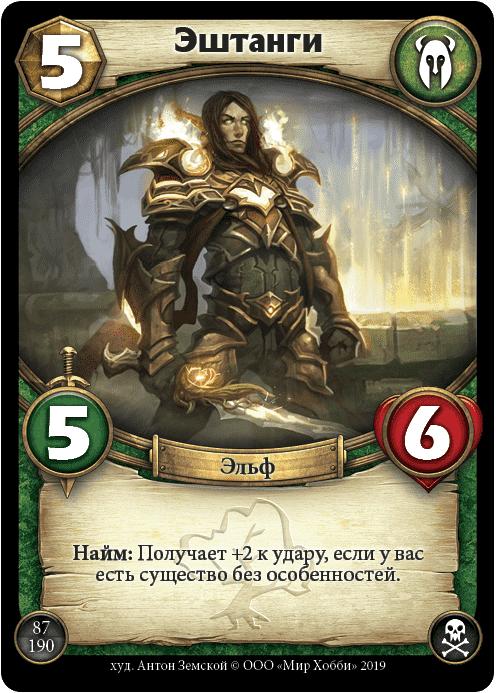 5
Эштанги
5
6
Эльф
Найм: Получает +2 к удару, если у вас
есть существо без особенностей.
87
190
худ. Антон Земской © ООО «Мир Хобби» 2019